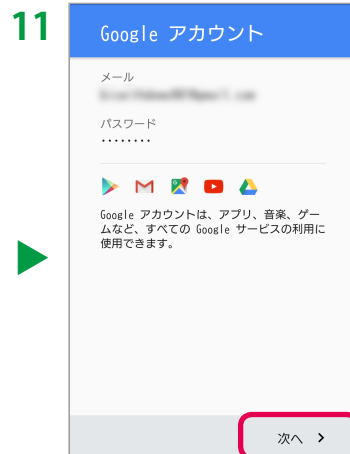 11
Google アカウント
メール
パスワード
........
Google アカウントは、アプリ、音楽、ゲー
ムなど、すべての Google サービスの利用に
使用できます。
次へ